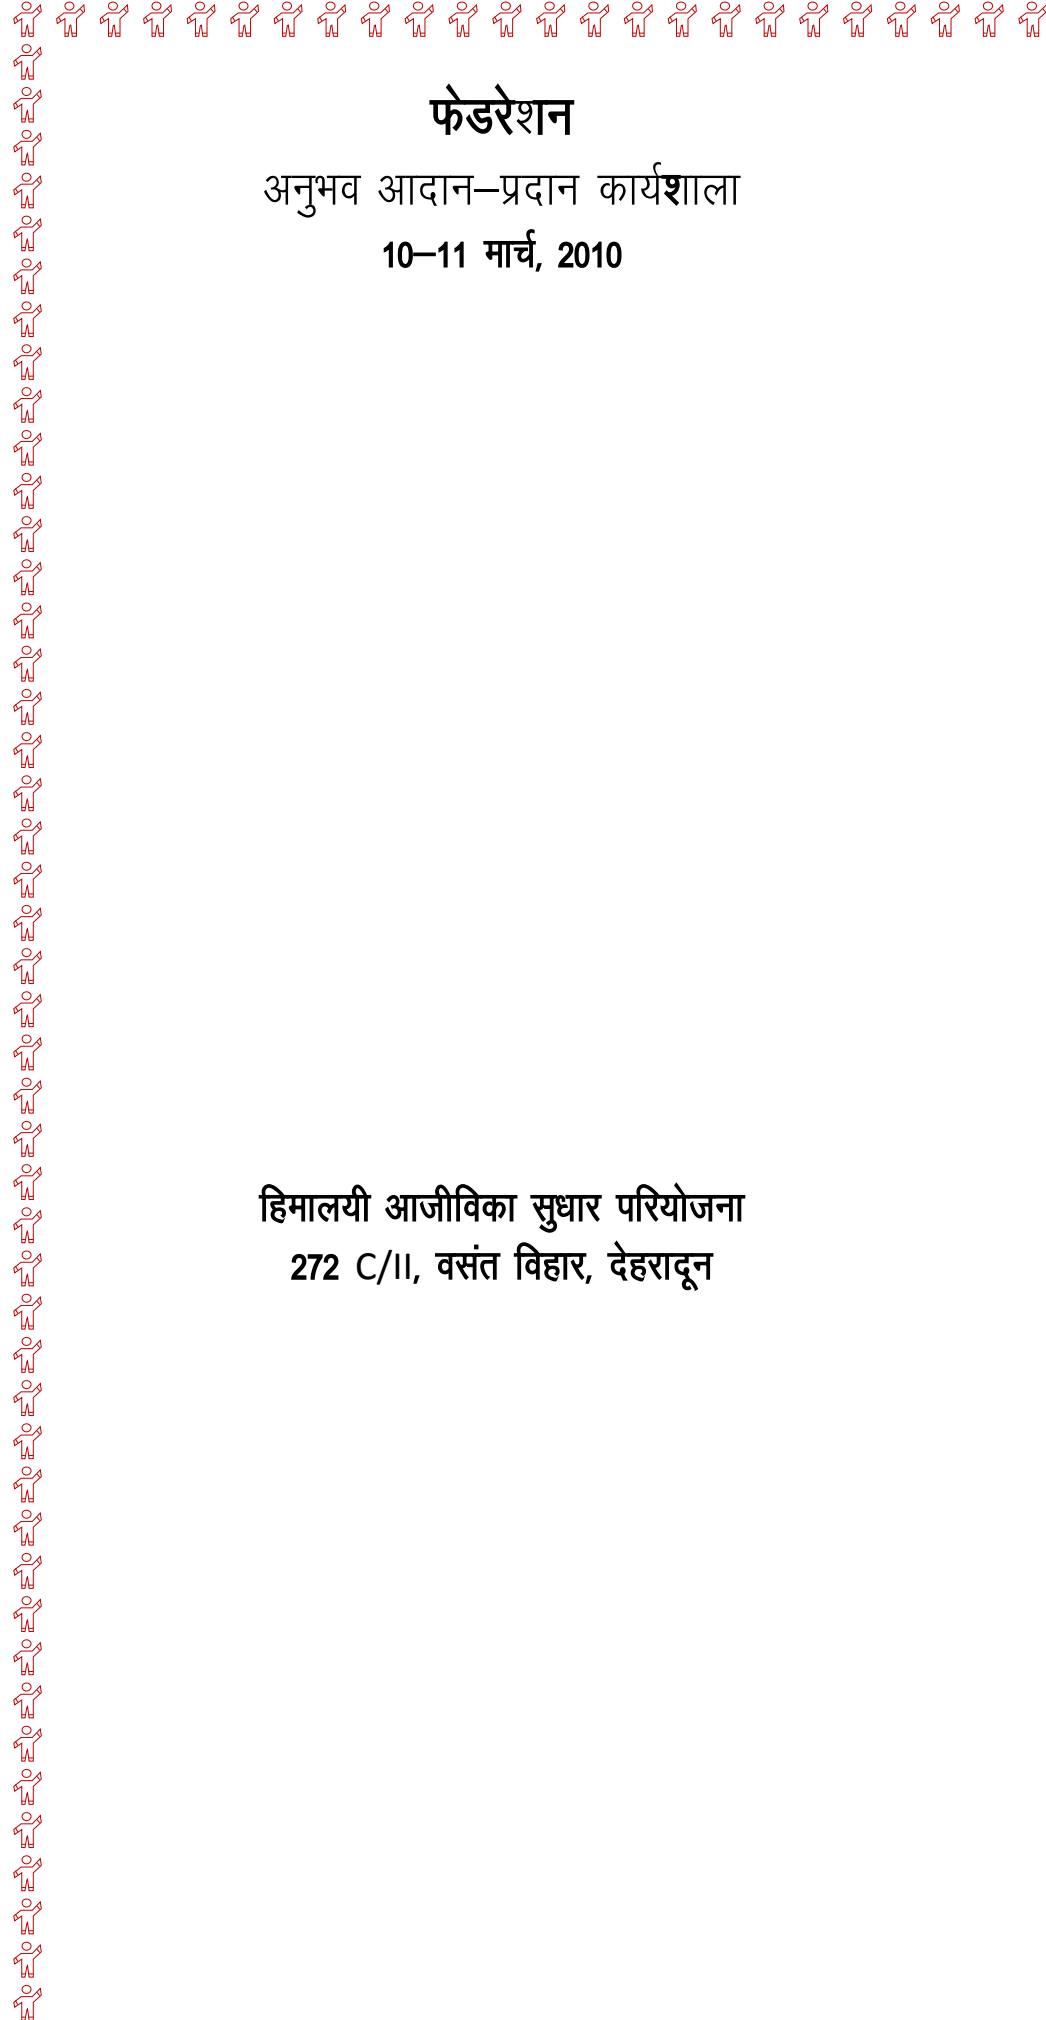 फेडरेशन
अनुभव आदान–प्रदान कार्यशाला
10–11 मार्च, 2010
हिमालयी आजीविका सुधार परियोजना
272 C/II, वसंत विहार, देहरादून